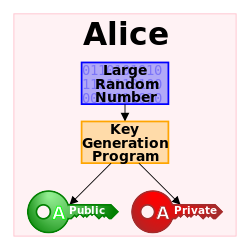 Alice
Large
Random
Number
Key
Generation
Program
A Public
A Private